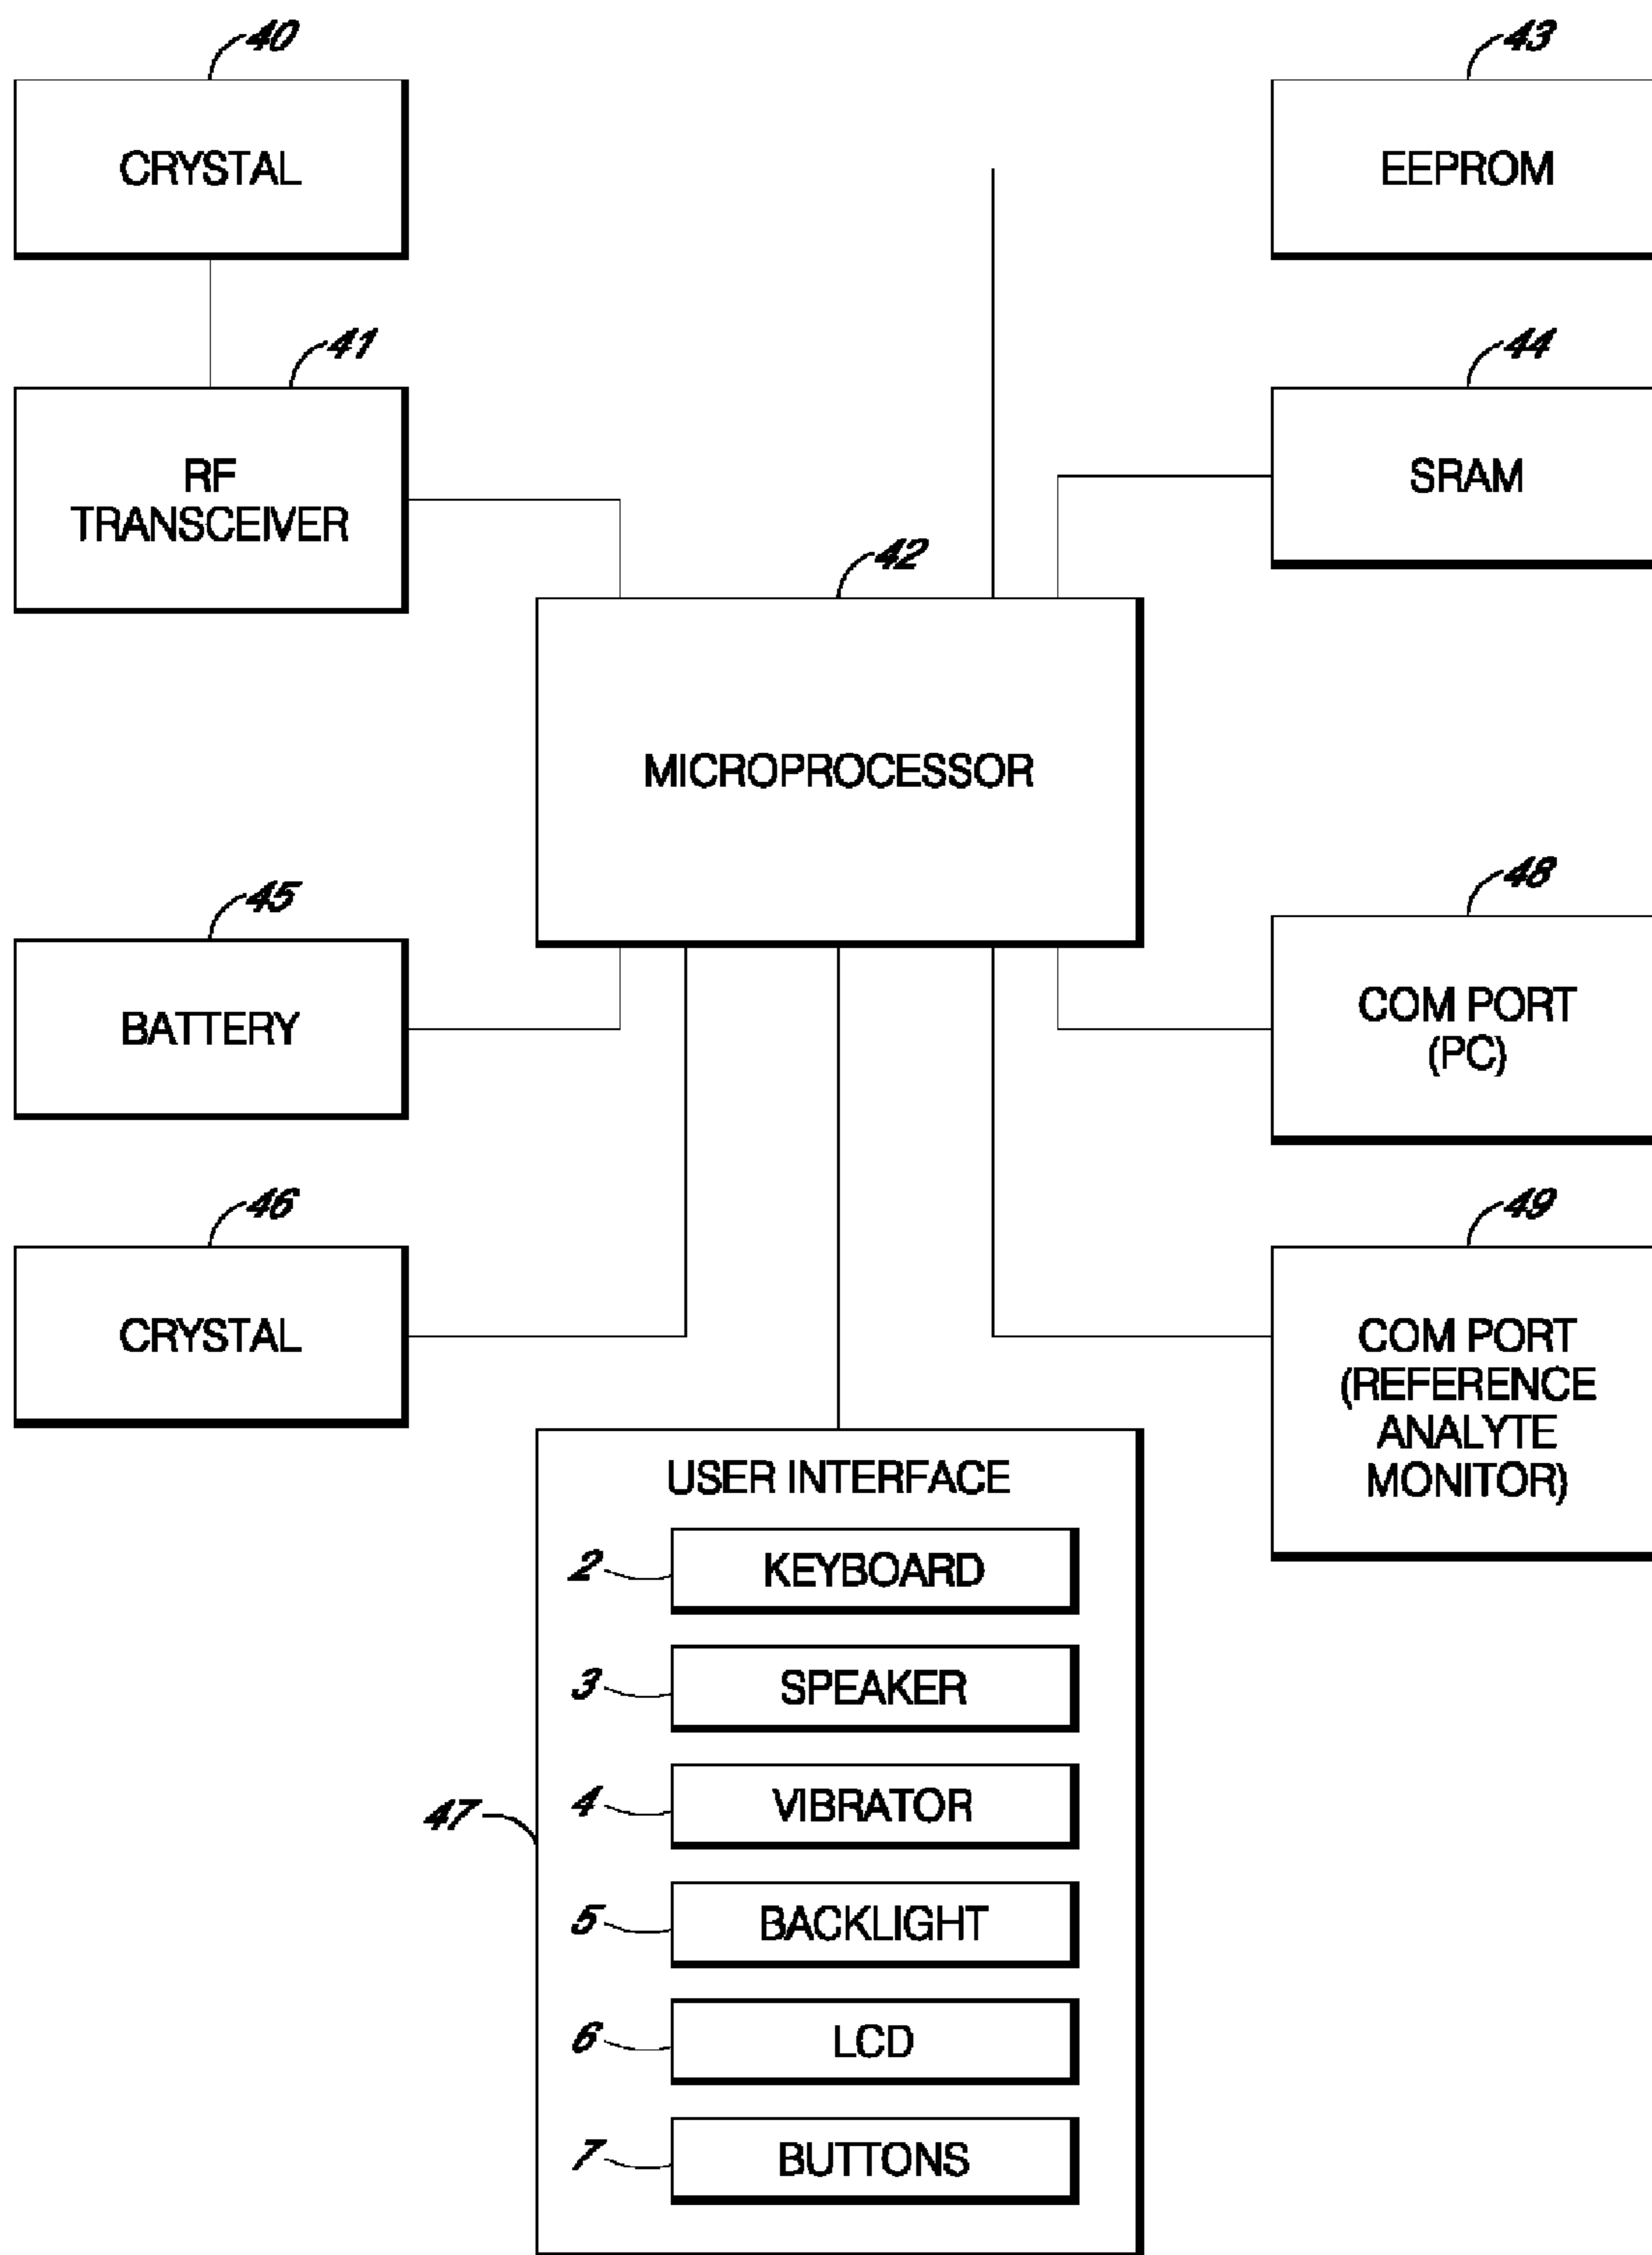 40
CRYSTAL
43
EEPROM
41
RF
TRANSCEIVER
44
SRAM
42
MICROPROCESSOR
45
BATTERY
48
COM PORT
(PC)
46
CRYSTAL
49
COM PORT
(REFERENCE
ANALYTE
MONITOR)
47
USER INTERFACE
2
KEYBOARD
3
SPEAKER
4
VIBRATOR
5
BACKLIGHT
6
LCD
7
BUTTONS